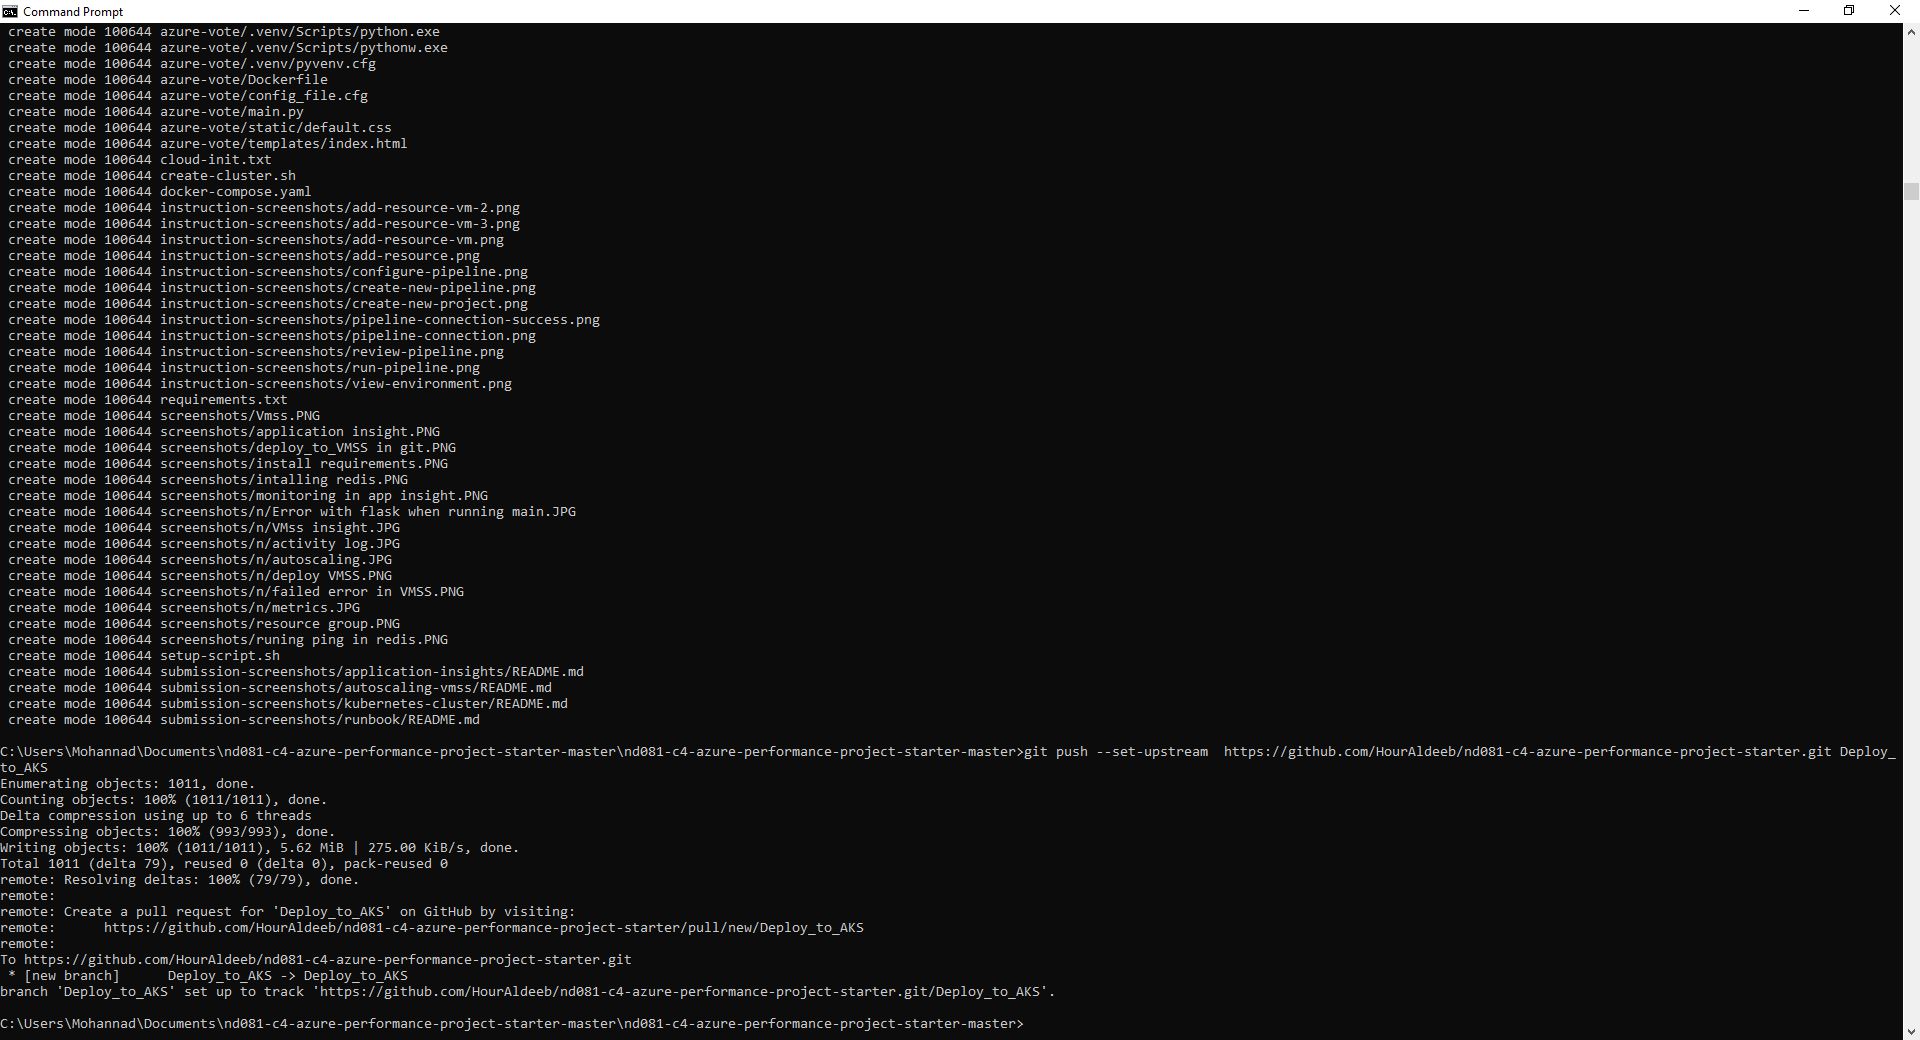 Command Prompt
create mode 100644 azure-vote/.venv/Scripts/python.exe
create mode 100644 azure-vote/.venv/Scripts/pythonw.exe
create mode 100644 azure-vote/.venv/pyvenv.cfg
create mode 100644 azure-vote/Dockerfile
create mode 100644 azure-vote/config_file.cfg
create mode 100644 azure-vote/main.py
create mode 100644 azure-vote/static/default.css
create mode 100644 azure-vote/templates/index.html
create mode 100644 cloud-init.txt
create mode 100644 create-cluster.sh
create mode 100644 docker-compose.yaml
create mode 100644 instruction-screenshots/add-resource-vm-2.png
create mode 100644 instruction-screenshots/add-resource-vm-3.png
create mode 100644 instruction-screenshots/add-resource-vm.png
create mode 100644 instruction-screenshots/add-resource.png
create mode 100644 instruction-screenshots/configure-pipeline.png
create mode 100644 instruction-screenshots/create-new-pipeline.png
create mode 100644 instruction-screenshots/create-new-project.png
create mode 100644 instruction-screenshots/pipeline-connection-success.png
create mode 100644 instruction-screenshots/pipeline-connection.png
create mode 100644 instruction-screenshots/review-pipeline.png
create mode 100644 instruction-screenshots/run-pipeline.png
create mode 100644 instruction-screenshots/view-environment.png
create mode 100644 requirements.txt
create mode 100644 screenshots/Vmss.PNG
create mode 100644 screenshots/application insight.PNG
create mode 100644 screenshots/deploy_to_VMSS in git.PNG
create mode 100644 screenshots/install requirements.PNG
create mode 100644 screenshots/intalling redis.PNG
create mode 100644 screenshots/monitoring in app insight.PNG
create mode 100644 screenshots/n/Error with flask when running main.JPG
create mode 100644 screenshots/n/VMss insight.JPG
create mode 100644 screenshots/n/activity log.JPG
create mode 100644 screenshots/n/autoscaling.JPG
create mode 100644 screenshots/n/deploy VMSS.PNG
create mode 100644 screenshots/n/failed error in VMSS.PNG
create mode 100644 screenshots/n/metrics.JPG
create mode 100644 screenshots/resource group.PNG
create mode 100644 screenshots/runing ping in redis.PNG
create mode 100644 setup-script.sh
create mode 100644 submission-screenshots/application-insights/README.md
create mode 100644 submission-screenshots/autoscaling-vmss/README.md
create mode 100644 submission-screenshots/kubernetes-cluster/README.md
create mode 100644 submission-screenshots/runbook/README.md
C:\Users\Mohannad\Documents\nd081-c4-azure-performance-project-starter-master\nd081-c4-azure-performance-project-starter-master>git push --set-upstream  https://github.com/HourAldeeb/nd081-c4-azure-performance-project-starter.git Deploy_
to_AKS
Enumerating objects: 1011, done.
Counting objects: 100% (1011/1011), done.
Delta compression using up to 6 threads
Compressing objects: 100% (993/993), done.
Writing objects: 100% (1011/1011), 5.62 MiB | 275.00 KiB/s, done.
Total 1011 (delta 79), reused 0 (delta 0), pack-reused 0
remote: Resolving deltas: 100% (79/79), done.
remote:
remote: Create a pull request for 'Deploy_to_AKS' on GitHub by visiting:
remote:      https://github.com/HourAldeeb/nd081-c4-azure-performance-project-starter/pull/new/Deploy_to_AKS
remote:
To https://github.com/HourAldeeb/nd081-c4-azure-performance-project-starter.git
* [new branch]      Deploy_to_AKS -> Deploy_to_AKS
branch 'Deploy_to_AKS' set up to track 'https://github.com/HourAldeeb/nd081-c4-azure-performance-project-starter.git/Deploy_to_AKS'.
C:\Users\Mohannad\Documents\nd081-c4-azure-performance-project-starter-master\nd081-c4-azure-performance-project-starter-master>